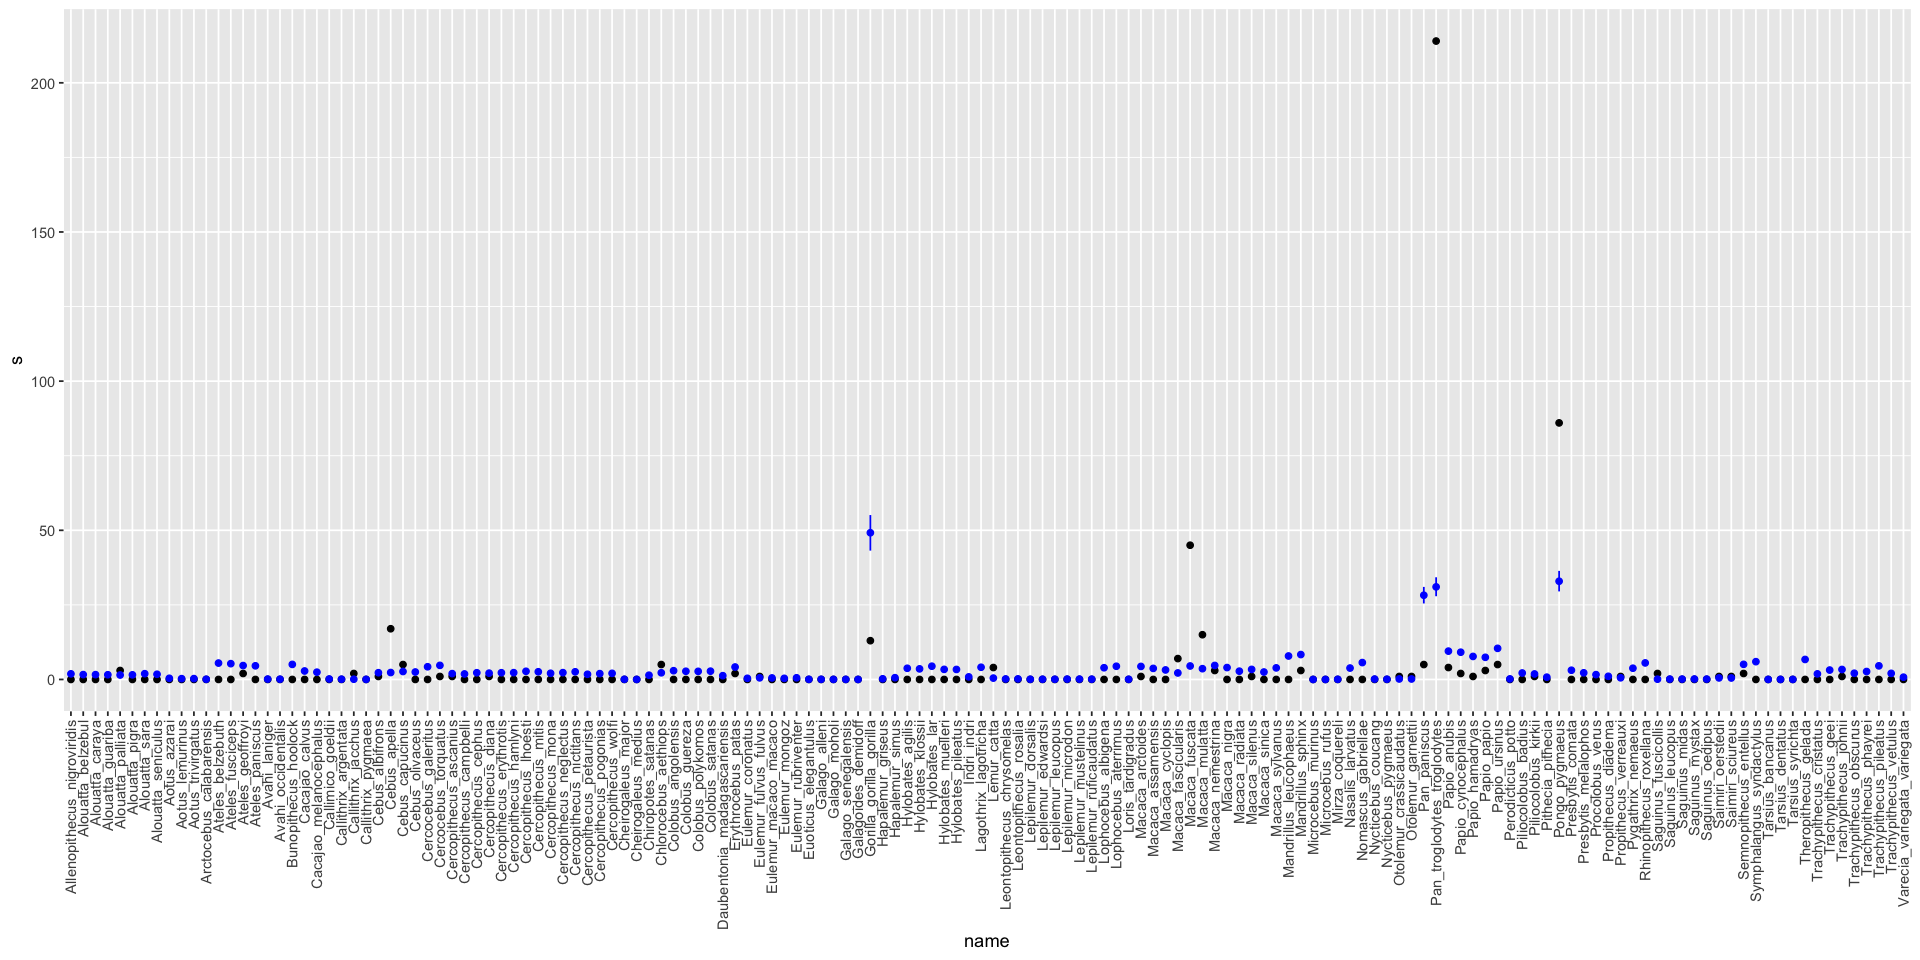 200
150
100
50
0
s
Allenopithecus_nigroviridis
Alouatta_belzebul
Alouatta_caraya
Alouatta_guariba
Alouatta_palliata
Alouatta_pigra
Alouatta_sara
Alouatta_seniculus
Aotus_azarai
Aotus_lemurinus
Aotus_trivirgatus
Arctocebus_calabarensis
Ateles_belzebuth
Ateles_fusciceps
Ateles_geoffroyi
Ateles_paniscus
Avahi_laniger
Avahi_occidentalis
Bunopithecus_hoolock
Cacajao_calvus
Cacajao_melanocephalus
Callimico_goeldii
Callithrix_argentata
Callithrix_jacchus
Callithrix_pygmaea
Cebus_albifrons
Cebus_apella
Cebus_capucinus
Cebus_olivaceus
Cercocebus_galeritus
Cercocebus_torquatus
Cercopithecus_ascanius
Cercopithecus_campbelli
Cercopithecus_cephus
Cercopithecus_diana
Cercopithecus_erythrotis
Cercopithecus_hamlyni
Cercopithecus_lhoesti
Cercopithecus_mitis
Cercopithecus_mona
Cercopithecus_neglectus
Cercopithecus_nictitans
Cercopithecus_petaurista
Cercopithecus_pogonias
Cercopithecus_wolfi
Cheirogaleus_major
Cheirogaleus_medius
Chiropotes_satanas
Chlorocebus_aethiops
Colobus_angolensis
Colobus_guereza
Colobus_polykomos
Colobus_satanas
Daubentonia_madagascariensis
Erythrocebus_patas
Eulemur_coronatus
Eulemur_fulvus_fulvus
Eulemur_macaco_macaco
Eulemur_mongoz
Eulemur_rubriventer
Euoticus_elegantulus
Galago_alleni
Galago_moholi
Galago_senegalensis
Galagoides_demidoff
Gorilla_gorilla_gorilla
Hapalemur_griseus
Hapalemur_simus
Hylobates_agilis
Hylobates_klossii
Hylobates_lar
Hylobates_muelleri
Hylobates_pileatus
Indri_indri
Lagothrix_lagotricha
Lemur_catta
Leontopithecus_chrysomelas
Leontopithecus_rosalia
Lepilemur_dorsalis
Lepilemur_edwardsi
Lepilemur_leucopus
Lepilemur_microdon
Lepilemur_mustelinus
Lepilemur_ruficaudatus
Lophocebus_albigena
Lophocebus_aterrimus
Loris_tardigradus
Macaca_arctoides
Macaca_assamensis
Macaca_cyclopis
Macaca_fascicularis
Macaca_fuscata
Macaca_mulatta
Macaca_nemestrina
Macaca_nigra
Macaca_radiata
Macaca_silenus
Macaca_sinica
Macaca_sylvanus
Mandrillus_leucophaeus
Mandrillus_sphinx
Microcebus_murinus
Microcebus_rufus
Mirza_coquereli
Nasalis_larvatus
Nomascus_gabriellae
Nycticebus_coucang
Nycticebus_pygmaeus
Otolemur_crassicaudatus
Otolemur_garnettii
Pan_paniscus
Pan_troglodytes_troglodytes
Papio_anubis
Papio_cynocephalus
Papio_hamadryas
Papio_papio
Papio_ursinus
Perodicticus_potto
Piliocolobus_badius
Piliocolobus_kirkii
Pithecia_pithecia
Pongo_pygmaeus
Presbytis_comata
Presbytis_melalophos
Procolobus_verus
Propithecus_diadema
Propithecus_verreauxi
Pygathrix_nemaeus
Rhinopithecus_roxellana
Saguinus_fuscicollis
Saguinus_leucopus
Saguinus_midas
Saguinus_mystax
Saguinus_oedipus
Saimiri_oerstedii
Saimiri_sciureus
Semnopithecus_entellus
Symphalangus_syndactylus
Tarsius_bancanus
Tarsius_dentatus
Tarsius_syrichta
Theropithecus_gelada
Trachypithecus_cristatus
Trachypithecus_geei
Trachypithecus_johnii
Trachypithecus_obscurus
Trachypithecus_phayrei
Trachypithecus_pileatus
Trachypithecus_vetulus
Varecia_variegata_variegata
name